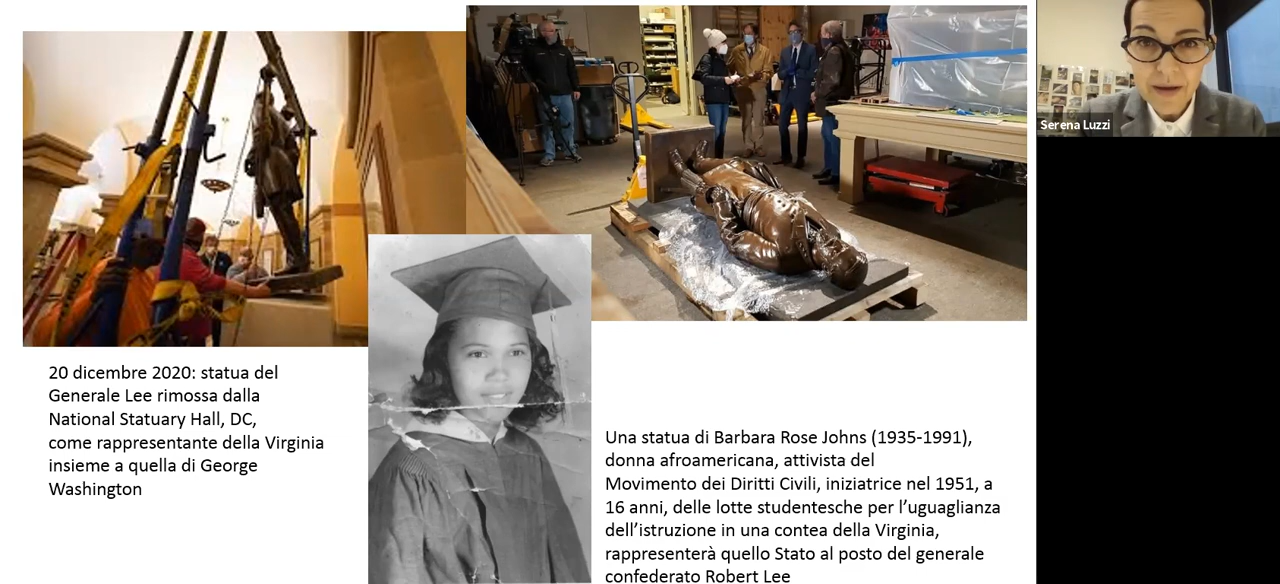 Serena Luzzi
20 dicembre 2020: statua del
Generale Lee rimossa dalla
National Statuary Hall, DC,
come rappresentante della Virginia
insieme a quella di George
Washington
Una statua di Barbara Rose Johns (1935-1991),
donna afroamericana, attivista del
Movimento dei Diritti Civili, iniziatrice nel 1951, a
16 anni, delle lotte studentesche per l’uguaglianza
dell’istruzione in una contea della Virginia,
rappresenterà quello Stato al posto del generale
confederato Robert Lee